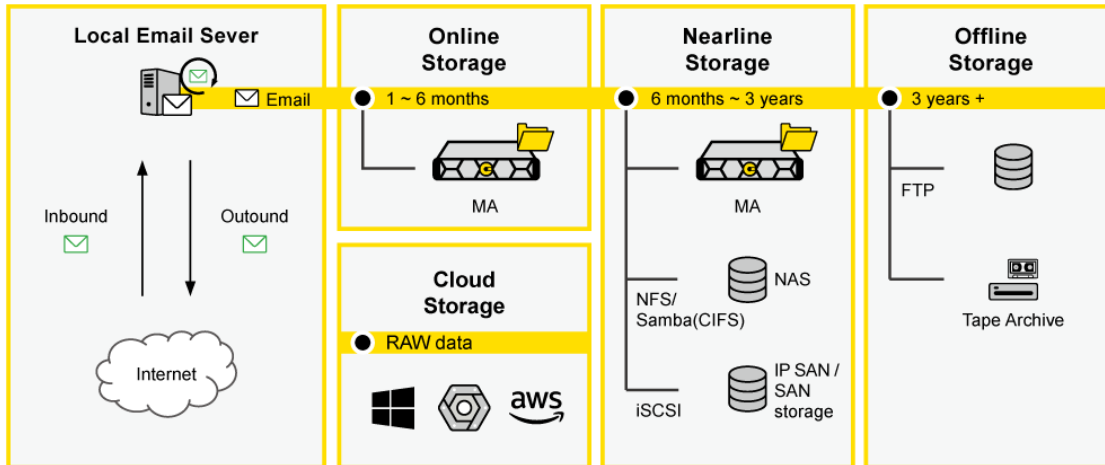 Local Email Sever
Email
Inbound
Outound
Internet
Online
Storage
1 ~ 6 months
MA
Cloud
Storage
RAW data
aws
Nearline
Storage
6 months ~ 3 years
MA
NAS
NFS/
Samba(CIFS)
IP SAN /
SAN
storage
iSCSI
Offline
Storage
3 years +
FTP
Tape Archive